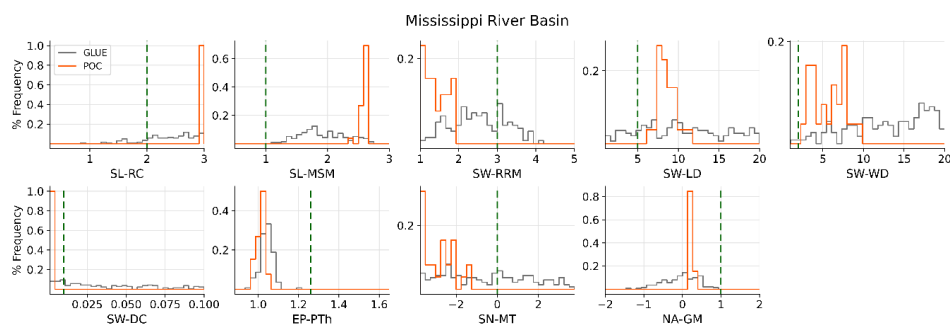 Mississippi River Basin
% Frequency
1.0
0.8
0.6
0.4
0.2
GLUE
POC
1 2 3
SL-RC
0.6
0.4
0.2
0 1 2 3
SL-MSM
0.2
1 2 3 4 5
SW-RRM
0.2
5 10 15 20
SW-LD
0.2
5 10 15 20
SW-WD
% Frequency
1.0
0.8
0.6
0.4
0.2
0.025 0.050 0.075 0.100
SW-DC
0.4
0.2
1.0 1.2 1.4 1.6
EP-PTh
0.2
−2 0 2
SN-MT
0.8
0.6
0.4
0.2
−2 −1 0 1 2
NA-GM